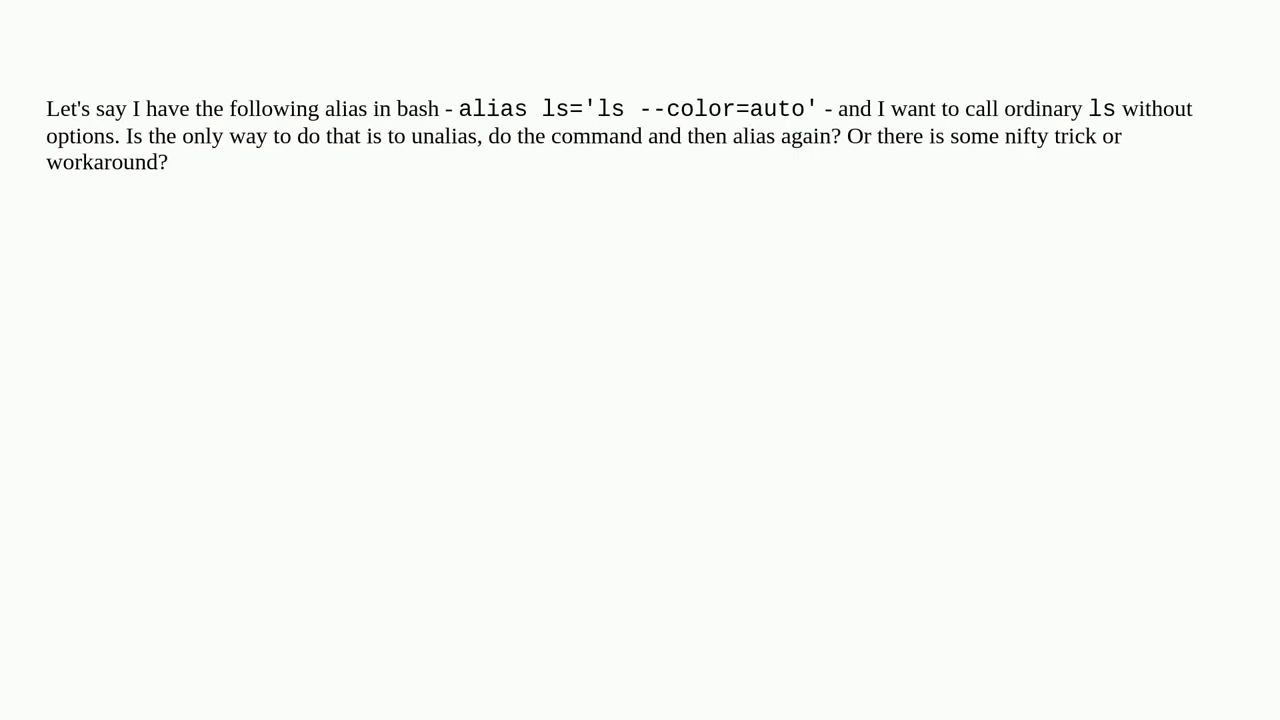 Let's say I have the following alias in bash - alias ls='ls --color=auto' - and I want to call ordinary ls without
options. Is the only way to do that is to unalias, do the command and then alias again? Or there is some nifty trick or
workaround?